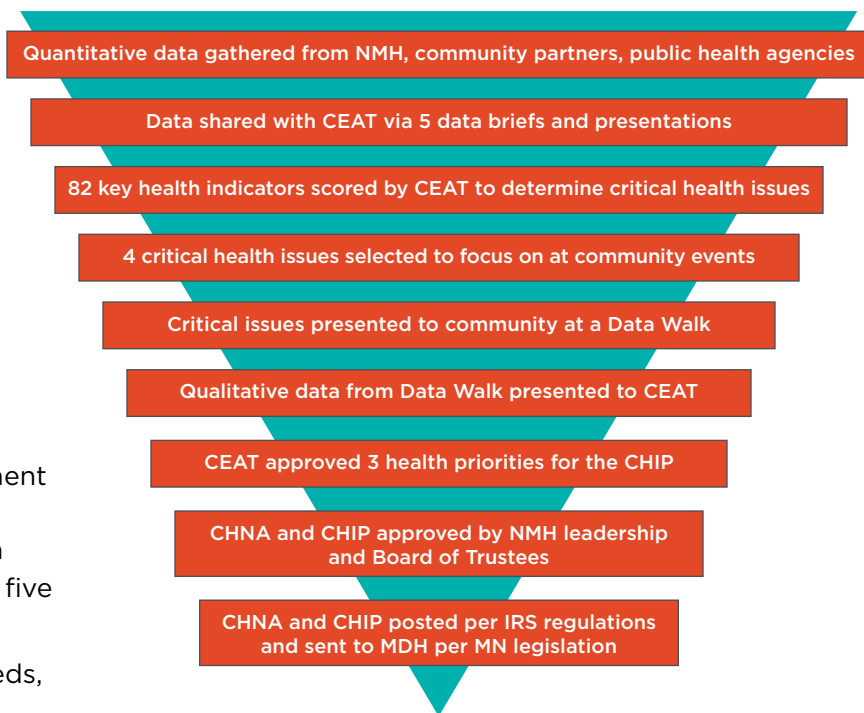 Quantitative data gathered from NMH, community partners, public health agencies
Data shared with CEAT via 5 data briefs and presentations
82 key health indicators scored by CEAT to determine critical health issues
4 critical health issues selected to focus on at community events
Critical issues presented to community at a Data Walk
Qualitative data from Data Walk presented to CEAT
CEAT approved 3 health priorities for the CHIP
CHNA and CHIP approved by NMH leadership
and Board of Trustees
CHNA and CHIP posted per IRS regulations
and sent to MDH per MN legislation
five